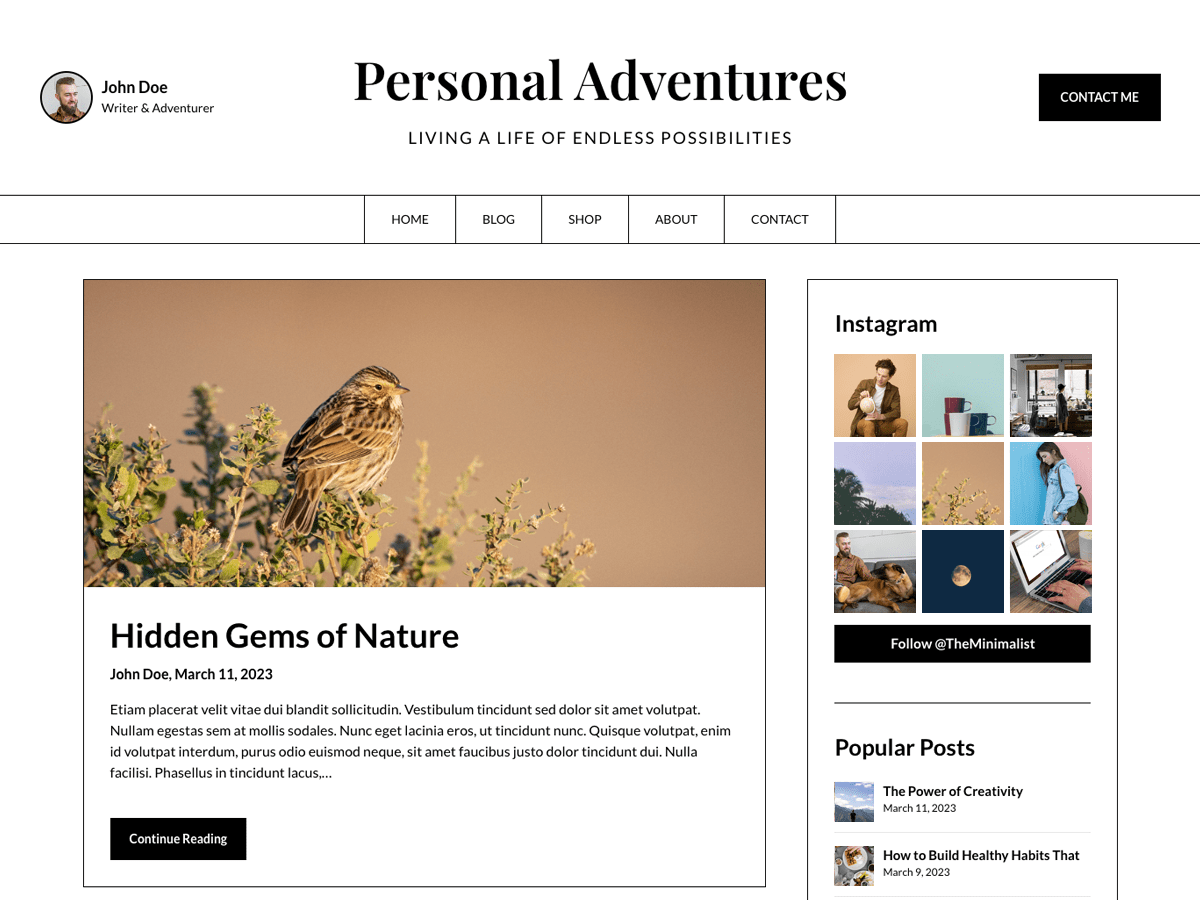 John Doe
Writer & Adventurer
Personal Adventures
LIVING A LIFE OF ENDLESS POSSIBILITIES
CONTACT ME
HOME
BLOG
SHOP
ABOUT
CONTACT
Hidden Gems of Nature
John Doe, March 11, 2023
Etiam placerat velit vitae dui blandit sollicitudin. Vestibulum tincidunt sed dolor sit amet volutpat.
Nullam egestas sem at mollis sodales. Nunc eget lacinia eros, ut tincidunt nunc. Quisque volutpat, enim
id volutpat interdum, purus odio euismod neque, sit amet faucibus justo dolor tincidunt dui. Nulla
facilisi. Phasellus in tincidunt lacus,…
Continue Reading
Instagram
Follow @TheMinimalist
Popular Posts
The Power of Creativity
March 11, 2023
How to Build Healthy Habits That
March 9, 2023